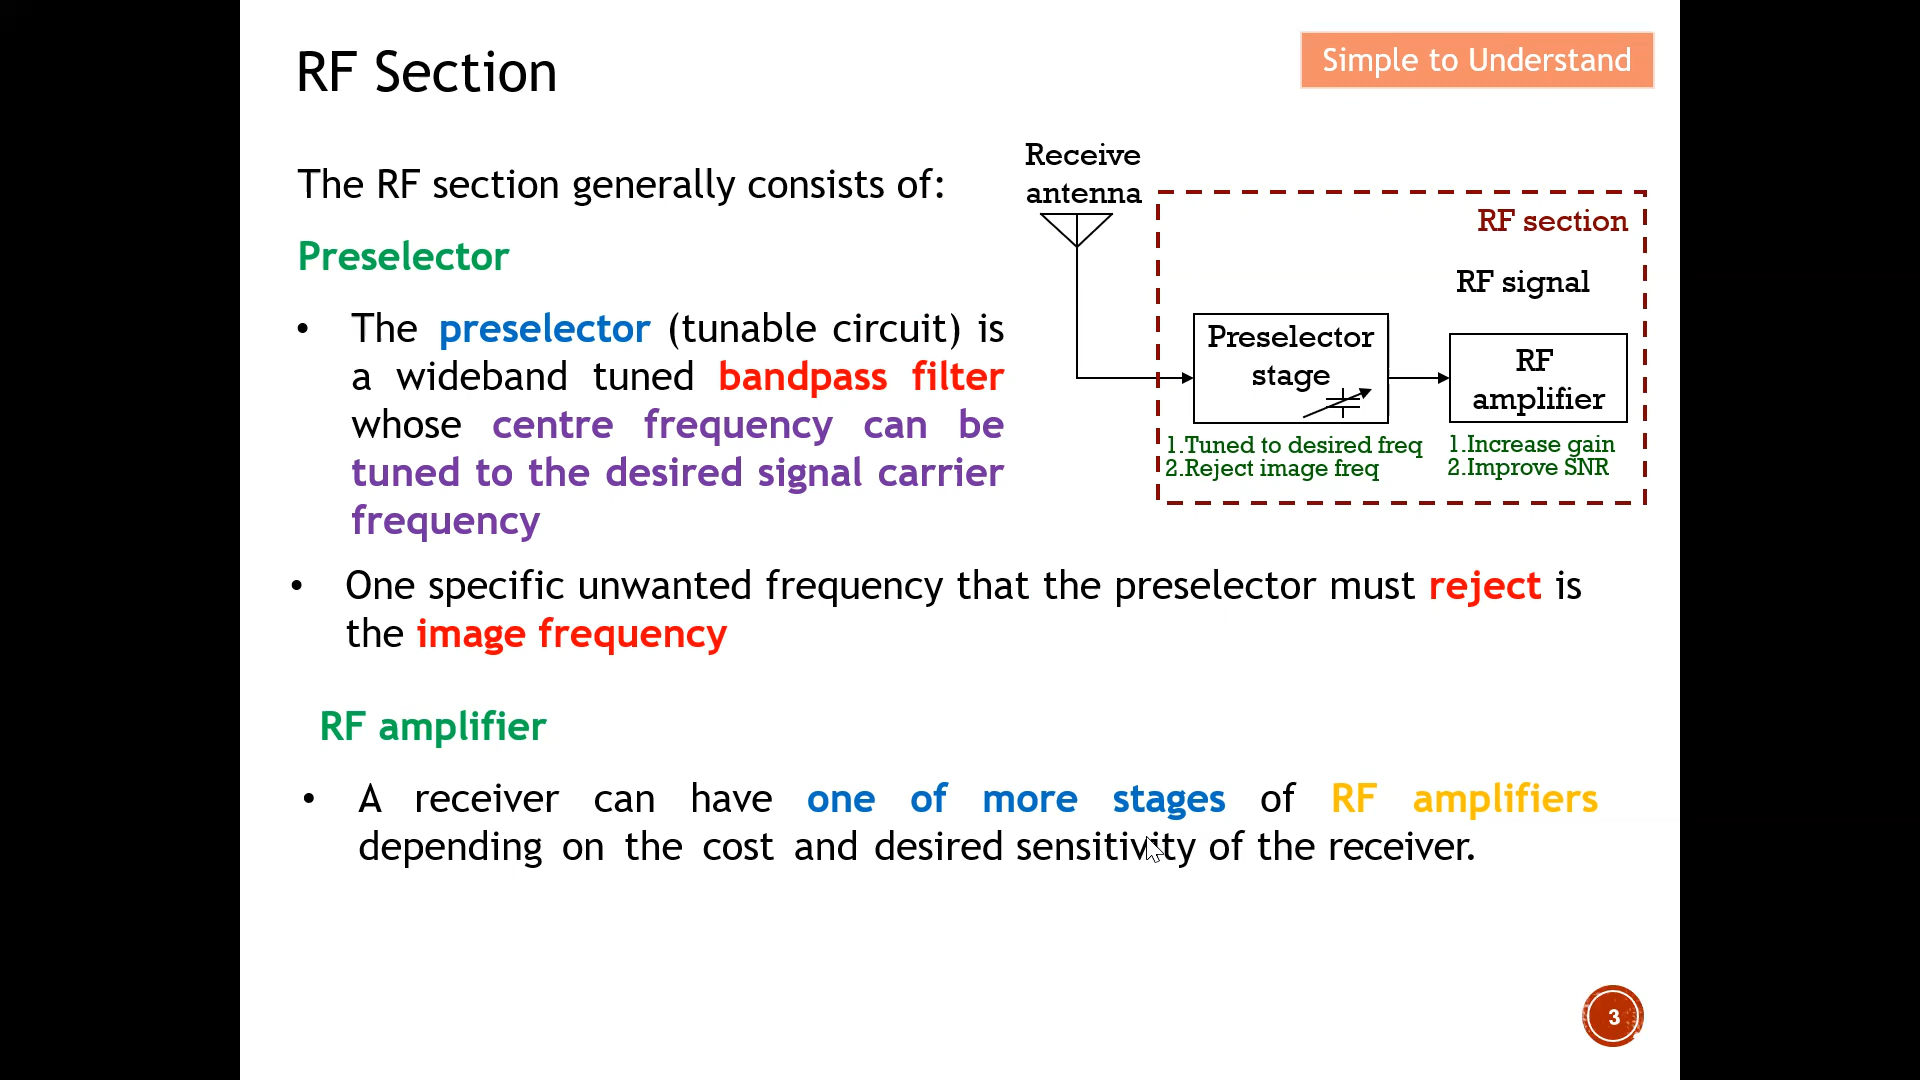 RF Section
Simple to Understand
The RF section generally consists of:
Preselector
• The preselector (tunable circuit) is
a wideband tuned bandpass filter
whose centre frequency can be
tuned to the desired signal carrier
frequency
Receive
antenna
RF section
RF signal
Preselector
stage
RF
amplifier
1.Tuned to desired freq
2.Reject image freq
1.Increase gain
2.Improve SNR
• One specific unwanted frequency that the preselector must reject is
the image frequency
RF amplifier
• A receiver can have one of more stages of RF amplifiers
depending on the cost and desired sensitivity of the receiver.
3